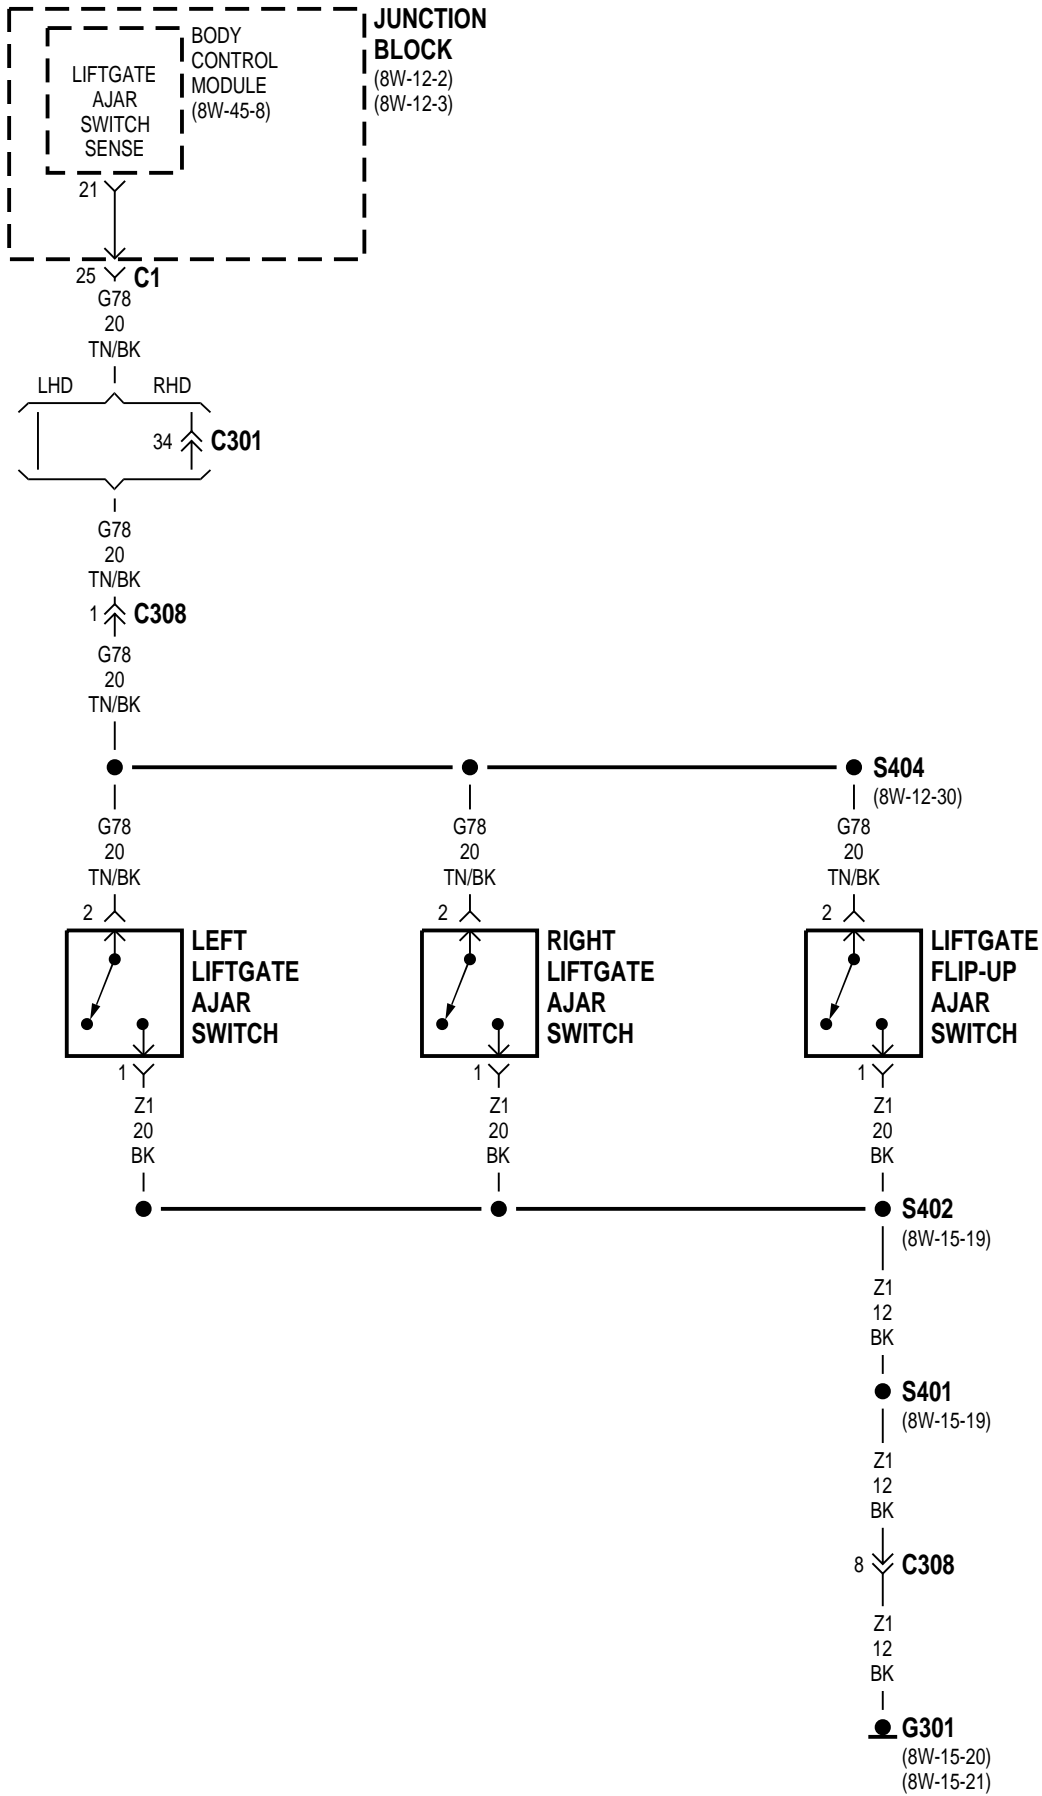 JUNCTION
BLOCK
(8W-12-2)
(8W-12-3)
BODY
CONTROL
MODULE
(8W-45-8)
LIFTGATE
AJAR
SWITCH
SENSE
21
25 C1
G78
20
TN/BK
LHD RHD
34 C301
G78
20
TN/BK
1 C308
G78
20
TN/BK
S404
(8W-12-30)
G78 G78 G78
20 20 20
TN/BK TN/BK TN/BK
2 2 2
LEFT
LIFTGATE
AJAR
SWITCH
RIGHT
LIFTGATE
AJAR
SWITCH
LIFTGATE
FLIP-UP
AJAR
SWITCH
1 1 1
Z1 Z1 Z1
20 20 20
BK BK BK
S402
(8W-15-19)
Z1
12
BK
S401
(8W-15-19)
Z1
12
BK
8 C308
Z1
12
BK
G301
(8W-15-20)
(8W-15-21)